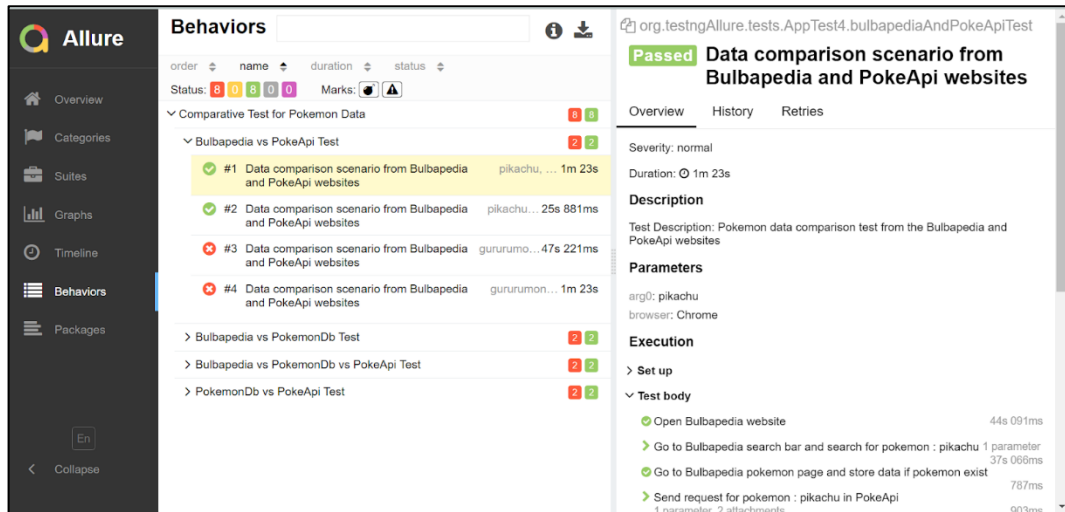 Allure
Overview
Categories
Suites
Graphs
Timeline
Behaviors
Packages
En
Collapse
Behaviors
order name duration status
Status: 8 0 8 0 0 Marks:
Comparative Test for Pokemon Data 8 8
Bulbapedia vs PokeApi Test 2 2
#1 Data comparison scenario from Bulbapedia pikachu, ... 1m 23s
and PokeApi websites
#2 Data comparison scenario from Bulbapedia pikachu... 25s 881ms
and PokeApi websites
#3 Data comparison scenario from Bulbapedia gururumo... 47s 221ms
and PokeApi websites
#4 Data comparison scenario from Bulbapedia gururumon... 1m 23s
and PokeApi websites
Bulbapedia vs PokemonDb Test 2 2
Bulbapedia vs PokemonDb vs PokeApi Test 2 2
PokemonDb vs PokeApi Test 2 2
org.testngAllure.tests.AppTest4.bulbapediaAndPokeApiTest
Passed Data comparison scenario from
Bulbapedia and PokeApi websites
Overview History Retries
Severity: normal
Duration: 1m 23s
Description
Test Description: Pokemon data comparison test from the Bulbapedia and
PokeApi websites
Parameters
arg0: pikachu
browser: Chrome
Execution
Set up
Test body
Open Bulbapedia website 44s 091ms
Go to Bulbapedia search bar and search for pokemon : pikachu 1 parameter
37s 066ms
Go to Bulbapedia pokemon page and store data if pokemon exist
787ms
Send request for pokemon : pikachu in PokeApi
1 parameter, 2 attachments 903ms